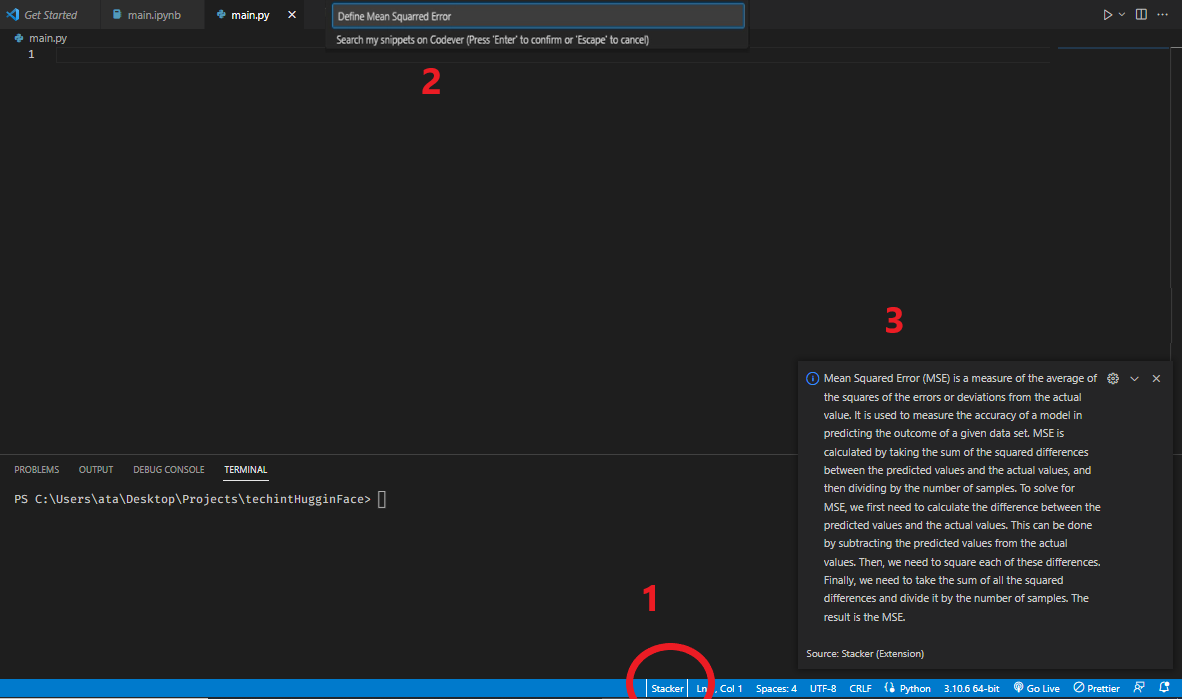 Get Started main.ipynb main.py
Define Mean Squarred Error
Search my snippets on Codever (Press 'Enter' to confirm or 'Escape' to cancel)
main.py
1
2
3
Mean Squared Error (MSE) is a measure of the average of
the squares of the errors or deviations from the actual
value. It is used to measure the accuracy of a model in
predicting the outcome of a given data set. MSE is
calculated by taking the sum of the squared differences
between the predicted values and the actual values, and
then dividing by the number of samples. To solve for
MSE, we first need to calculate the difference between the
predicted values and the actual values. This can be done
by subtracting the predicted values from the actual
values. Then, we need to square each of these differences.
Finally, we need to take the sum of all the squared
differences and divide it by the number of samples. The
result is the MSE.
Source: Stacker (Extension)
PROBLEMS OUTPUT DEBUG CONSOLE TERMINAL
PS C:\Users\ata\Desktop\Projects\techintHugginFace>
1
Stacker Ln , Col 1 Spaces: 4 UTF-8 CRLF Python 3.10.6 64-bit Go Live Prettier